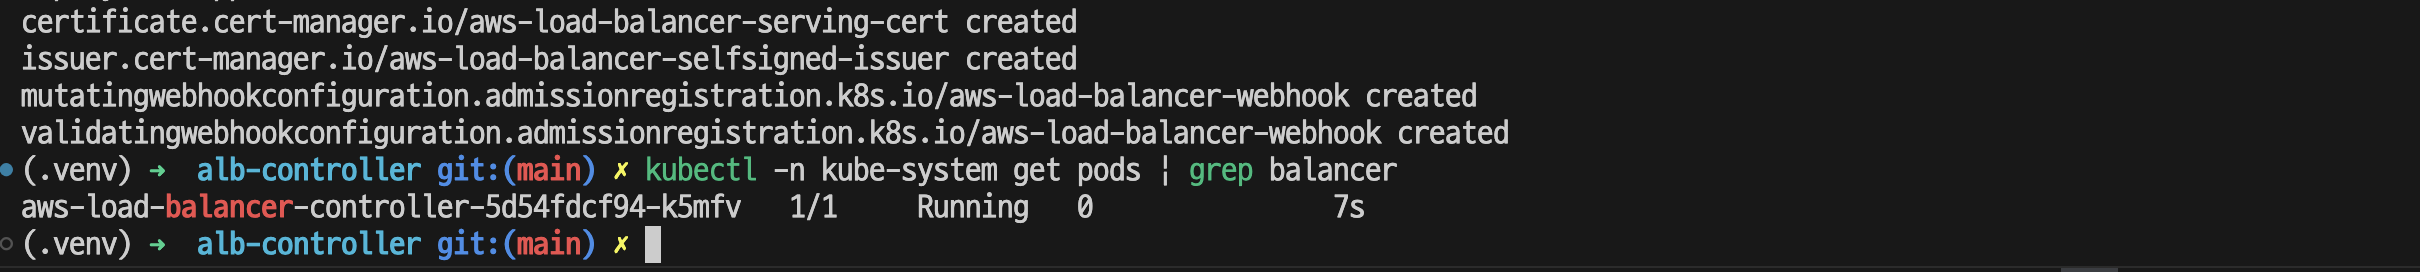 certificate.cert-manager.io/aws-load-balancer-serving-cert created
issuer.cert-manager.io/aws-load-balancer-selfsigned-issuer created
mutatingwebhookconfiguration.admissionregistration.k8s.io/aws-load-balancer-webhook created
validatingwebhookconfiguration.admissionregistration.k8s.io/aws-load-balancer-webhook created
(.venv) ➜  alb-controller git:(main) ✗ kubectl -n kube-system get pods | grep balancer
aws-load-balancer-controller-5d54fdcf94-k5mfv   1/1     Running   0               7s
(.venv) ➜  alb-controller git:(main) ✗